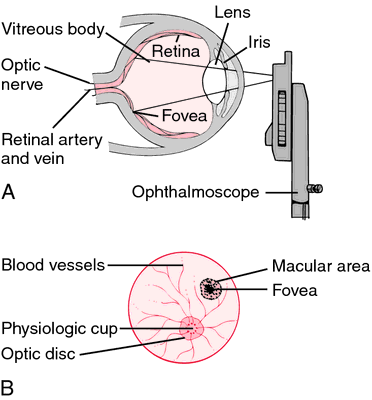 Lens
Vitreous body
Iris
Retina
Optic
nerve
Fovea
Retinal artery
and vein
Ophthalmoscope
A
Blood vessels
Macular area
Fovea
Physiologic cup
Optic disc
B